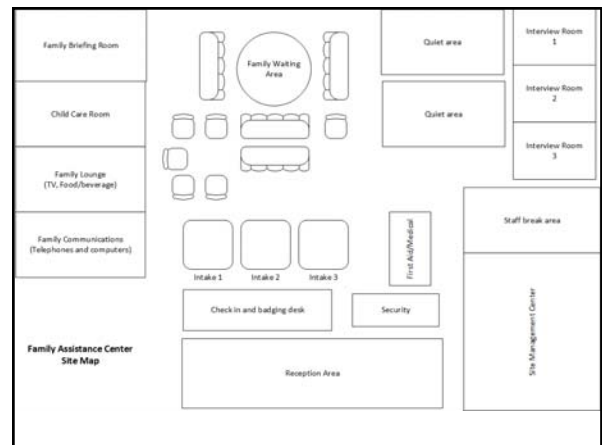 Family Briefing Room
Family Waiting
Area
Quiet area
Interview Room
1
Child Care Room
Quiet area
Interview Room
2
Interview Room
3
Family Lounge
(TV, Food/beverage)
Family Communications
(Telephones and computers)
Staff break area
First Aid/Medical
Intake 1
Intake 2
Intake 3
Check in and badging desk
Security
Site Management Center
Family Assistance Center
Site Map
Reception Area